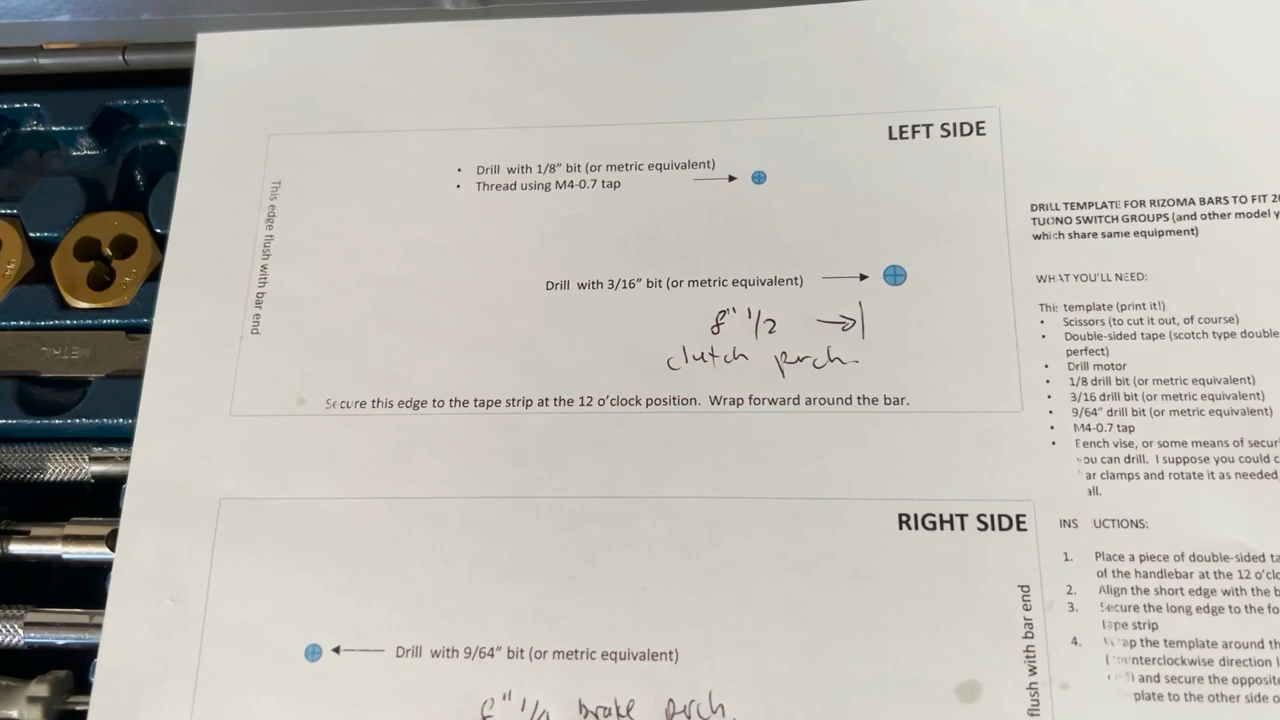 LEFT SIDE
• Drill with 1/8" bit (or metric equivalent)
• Thread using M4-0.7 tap
This edge flush with bar end
Drill with 3/16" bit (or metric equivalent)
8" 1/2
clutch perch
Secure this edge to the tape strip at the 12 o'clock position. Wrap forward around the bar.
RIGHT SIDE
Drill with 9/64" bit (or metric equivalent)
brake perch
flush with bar end
DRILL TEMPLATE FOR RIZOMA BARS TO FIT
TUONO SWITCH GROUPS (and other model
which share same equipment)
WHAT YOU'LL NEED:
template (print it!)
• Scissors (to cut it out, of course)
• Double-sided tape (scotch type double
perfect)
• Drill motor
• 1/8 drill bit (or metric equivalent)
• 3/16 drill bit (or metric equivalent)
• 9/64" drill bit (or metric equivalent)
• M4-0.7 tap
• vise, or some means of
you can drill. I suppose you could
clamps and rotate it as needed,
all.
1. Place a piece of double-sided
of the handlebar at the 12
2. Align the short edge with the
3. Secure the long edge to the
tape strip
4. the template around
direction
and secure the
to the other side
METRIC